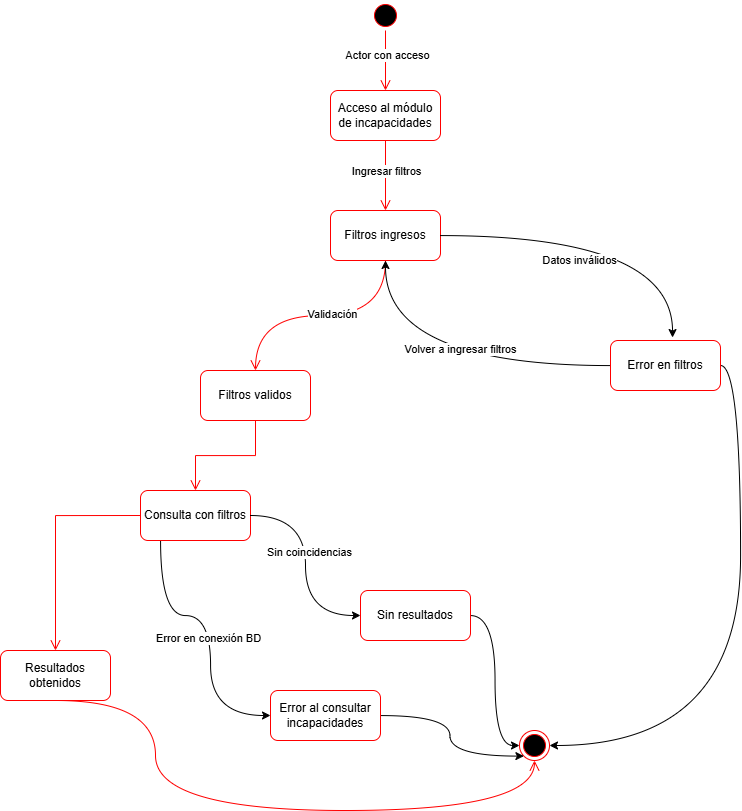 Actor con acceso
Acceso al módulo
de incapacidades
Ingresar filtros
Filtros ingresos
Datos inválidos
Validación
Volver a ingresar filtros
Error en filtros
Filtros validos
Consulta con filtros
Sin coincidencias
Sin resultados
Error en conexión BD
Resultados
obtenidos
Error al consultar
incapacidades